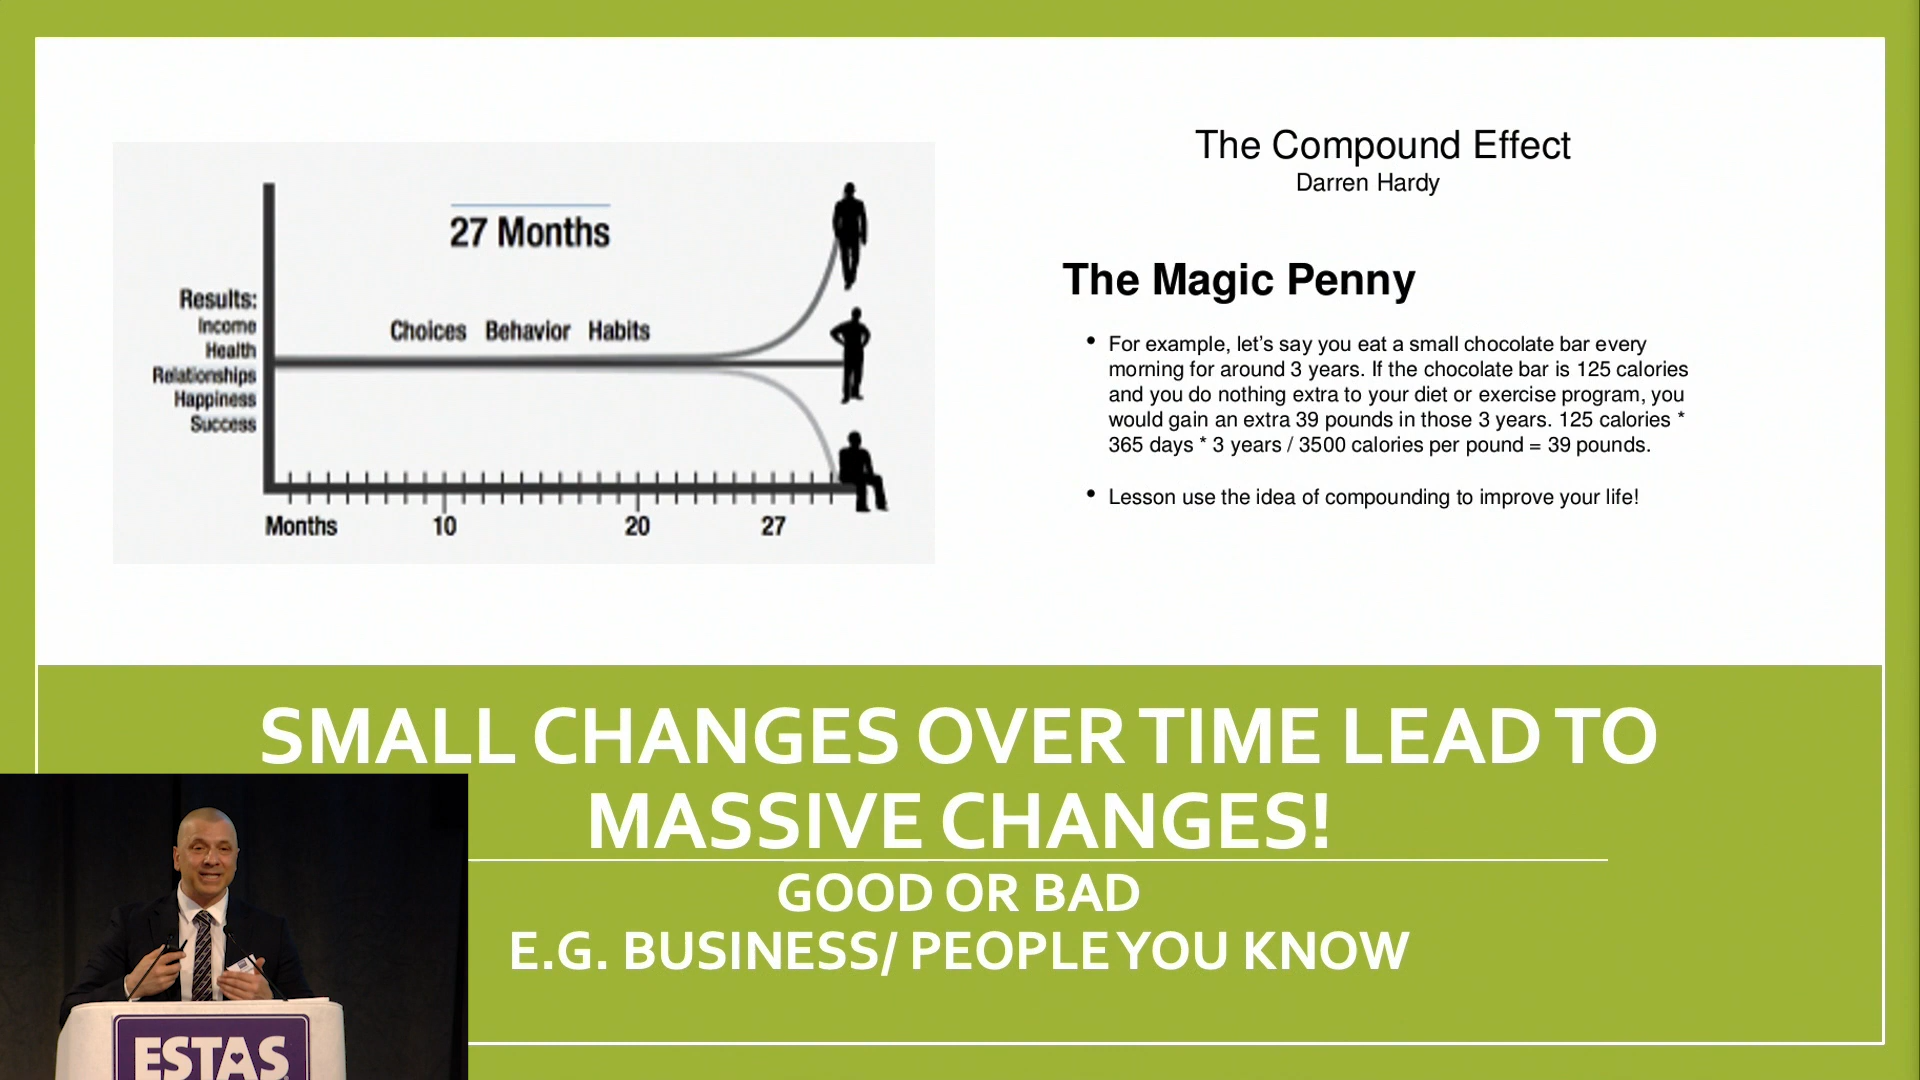 27 Months
Results:
Income
Health
Relationships
Happiness
Success
Choices Behavior Habits
Months 10 20 27
The Compound Effect
Darren Hardy
The Magic Penny
• For example, let’s say you eat a small chocolate bar every
morning for around 3 years. If the chocolate bar is 125 calories
and you do nothing extra to your diet or exercise program, you
would gain an extra 39 pounds in those 3 years. 125 calories *
365 days * 3 years / 3500 calories per pound = 39 pounds.
• Lesson use the idea of compounding to improve your life!
SMALL CHANGES OVER TIME LEAD TO
MASSIVE CHANGES!
GOOD OR BAD
E.G. BUSINESS/ PEOPLE YOU KNOW
ESTAS